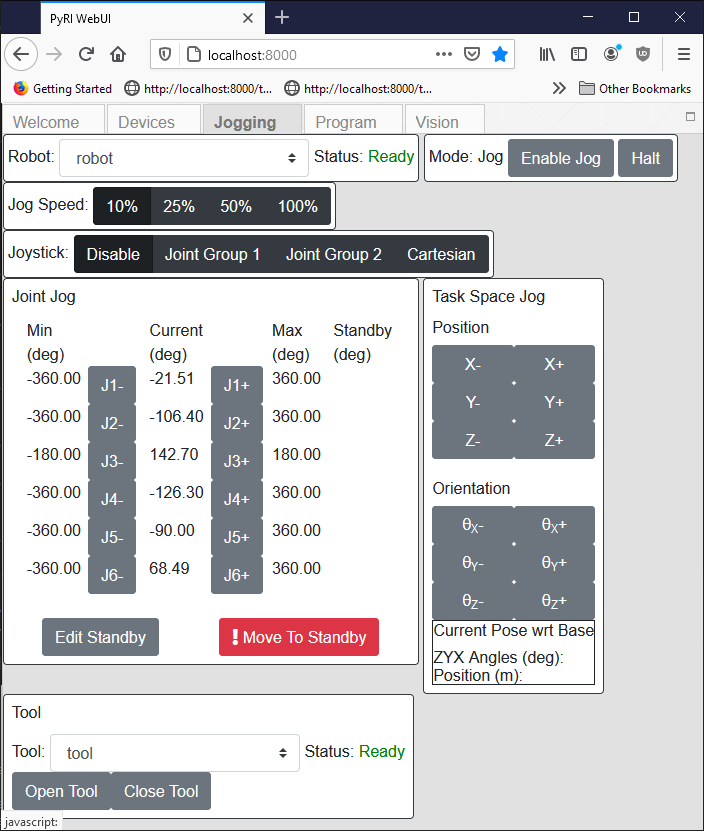 PyRI WebUI
localhost:8000
Getting Started http://localhost:8000/t... http://localhost:8000/t... Other Bookmarks
Welcome Devices Jogging Program Vision
Robot: robot Status: Ready Mode: Jog Enable Jog Halt
Jog Speed: 10% 25% 50% 100%
Joystick: Disable Joint Group 1 Joint Group 2 Cartesian
Joint Jog
Min (deg) Current (deg) Max (deg) Standby (deg)
-360.00 J1- -21.51 J1+ 360.00
-360.00 J2- -106.40 J2+ 360.00
-180.00 J3- 142.70 J3+ 180.00
-360.00 J4- -126.30 J4+ 360.00
-360.00 J5- -90.00 J5+ 360.00
-360.00 J6- 68.49 J6+ 360.00
Edit Standby ! Move To Standby
Task Space Jog
Position
X- X+
Y- Y+
Z- Z+
Orientation
θX- θX+
θY- θY+
θZ- θZ+
Current Pose wrt Base
ZYX Angles (deg):
Position (m):
Tool
Tool: tool Status: Ready
Open Tool Close Tool
javascript: